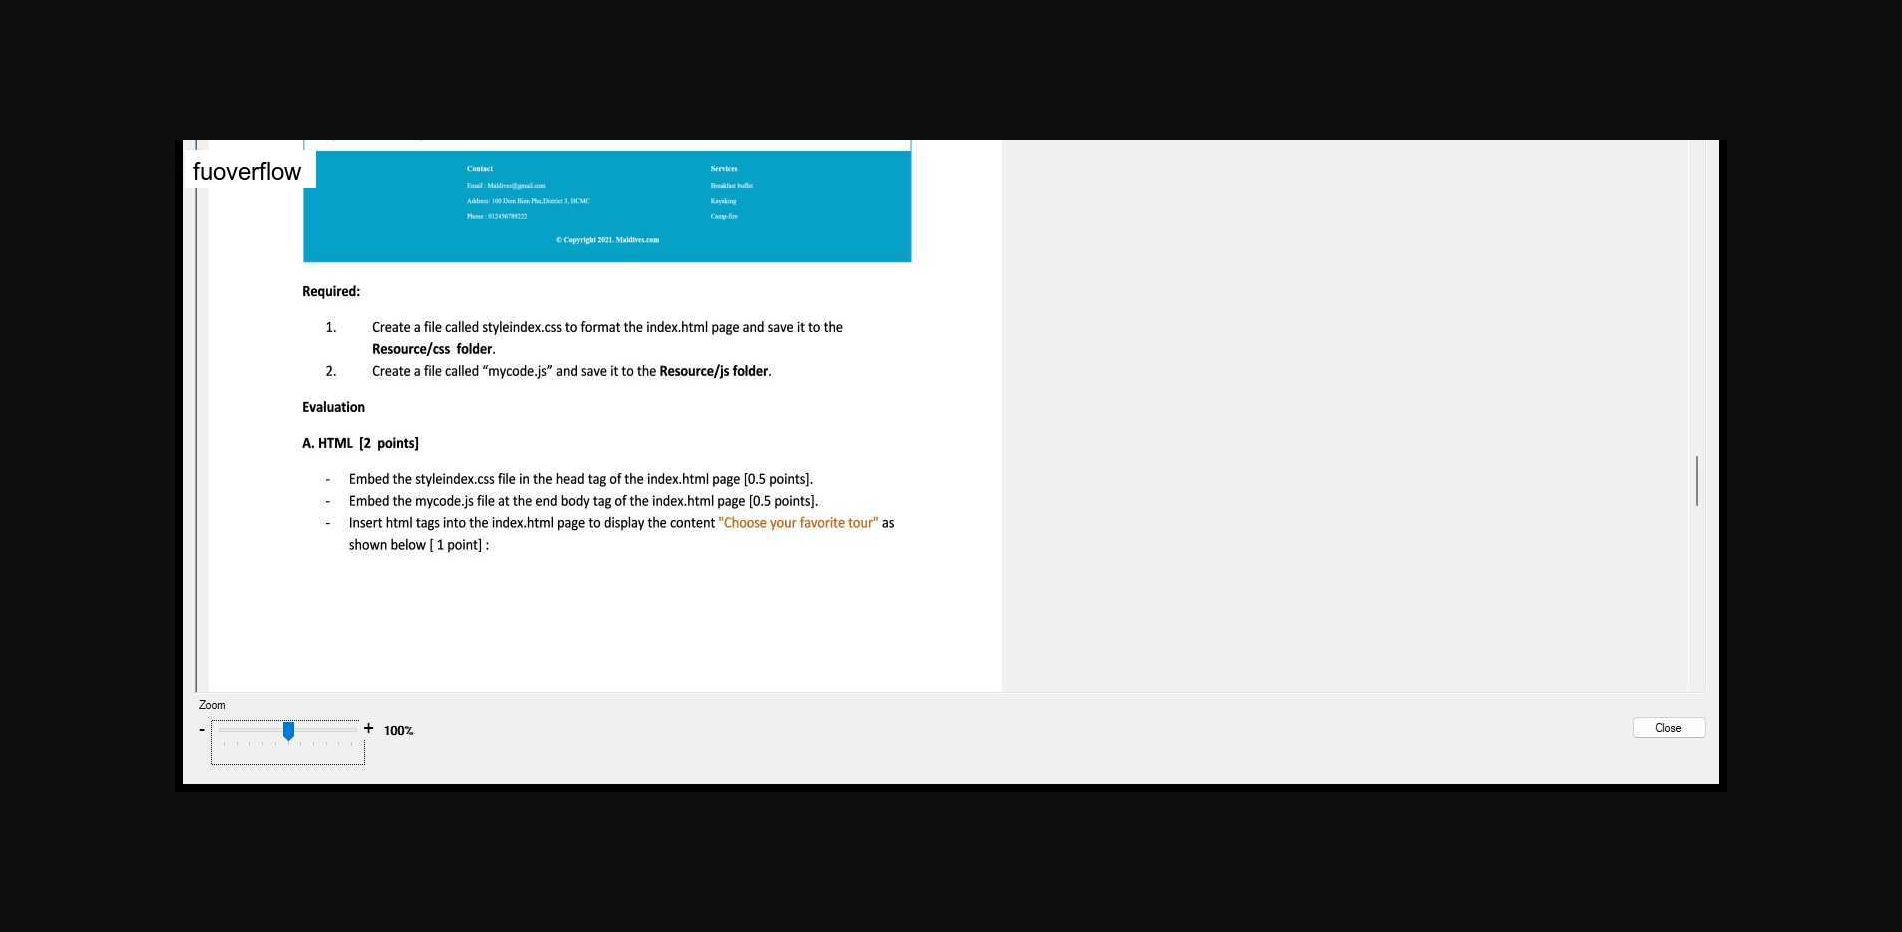 fuoverflow
Contact
Services
Email : Maldives@gmail.com
Breakfast buffet
Address: 100 Dien Bien Phu,District 3, HCMC
Kayaking
Phone : 012456789222
Camp-fire
© Copyright 2021. Maldives.com
Required:
1. Create a file called styleindex.css to format the index.html page and save it to the
Resource/css folder.
2. Create a file called “mycode.js” and save it to the Resource/js folder.
Evaluation
A. HTML [2 points]
- Embed the styleindex.css file in the head tag of the index.html page [0.5 points].
- Embed the mycode.js file at the end body tag of the index.html page [0.5 points].
- Insert html tags into the index.html page to display the content "Choose your favorite tour" as
shown below [ 1 point] :
Zoom
- + 100%
Close